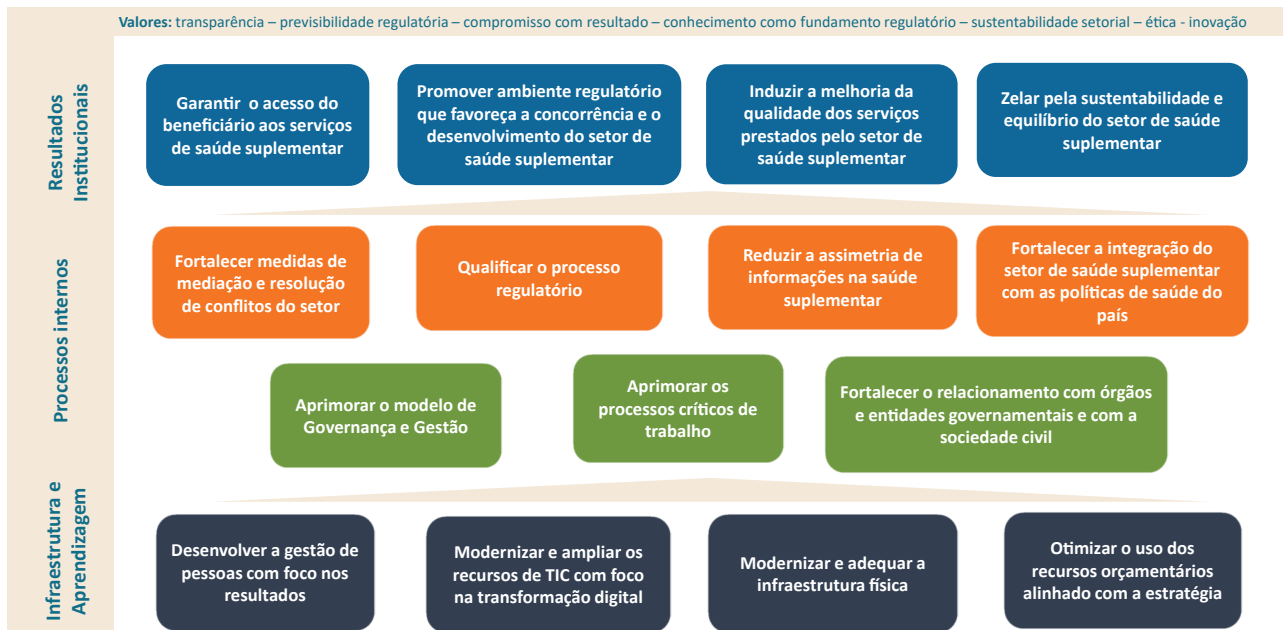 Valores: transparência – previsibilidade regulatória – compromisso com resultado – conhecimento como fundamento regulatório – sustentabilidade setorial – ética - inovação
Resultados
Institucionais
Garantir o acesso do
beneficiário aos serviços
de saúde suplementar
Promover ambiente regulatório
que favoreça a concorrência e o
desenvolvimento do setor de
saúde suplementar
Induzir a melhoria da
qualidade dos serviços
prestados pelo setor de
saúde suplementar
Zelar pela sustentabilidade e
equilíbrio do setor de saúde
suplementar
Processos internos
Fortalecer medidas de
mediação e resolução
de conflitos do setor
Qualificar o processo
regulatório
Reduzir a assimetria de
informações na saúde
suplementar
Fortalecer a integração do
setor de saúde suplementar
com as políticas de saúde do
país
Aprimorar o modelo de
Governança e Gestão
Aprimorar os
processos críticos de
trabalho
Fortalecer o relacionamento com órgãos
e entidades governamentais e com a
sociedade civil
Infraestrutura e
Aprendizagem
Desenvolver a gestão de
pessoas com foco nos
resultados
Modernizar e ampliar os
recursos de TIC com foco
na transformação digital
Modernizar e adequar a
infraestrutura física
Otimizar o uso dos
recursos orçamentários
alinhado com a estratégia